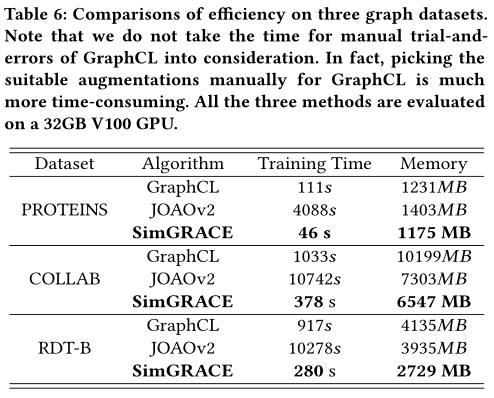 Table 6: Comparisons of efficiency on three graph datasets.
Note that we do not take the time for manual trial-and-
errors of GraphCL into consideration. In fact, picking the
suitable augmentations manually for GraphCL is much
more time-consuming. All the three methods are evaluated
on a 32GB V100 GPU.
Dataset Algorithm Training Time Memory
GraphCL 111s 1231MB
PROTEINS JOAOv2 4088s 1403MB
SimGRACE 46 s 1175 MB
GraphCL 1033s 10199MB
COLLAB JOAOv2 10742s 7303MB
SimGRACE 378 s 6547 MB
GraphCL 917s 4135MB
RDT-B JOAOv2 10278s 3935MB
SimGRACE 280 s 2729 MB